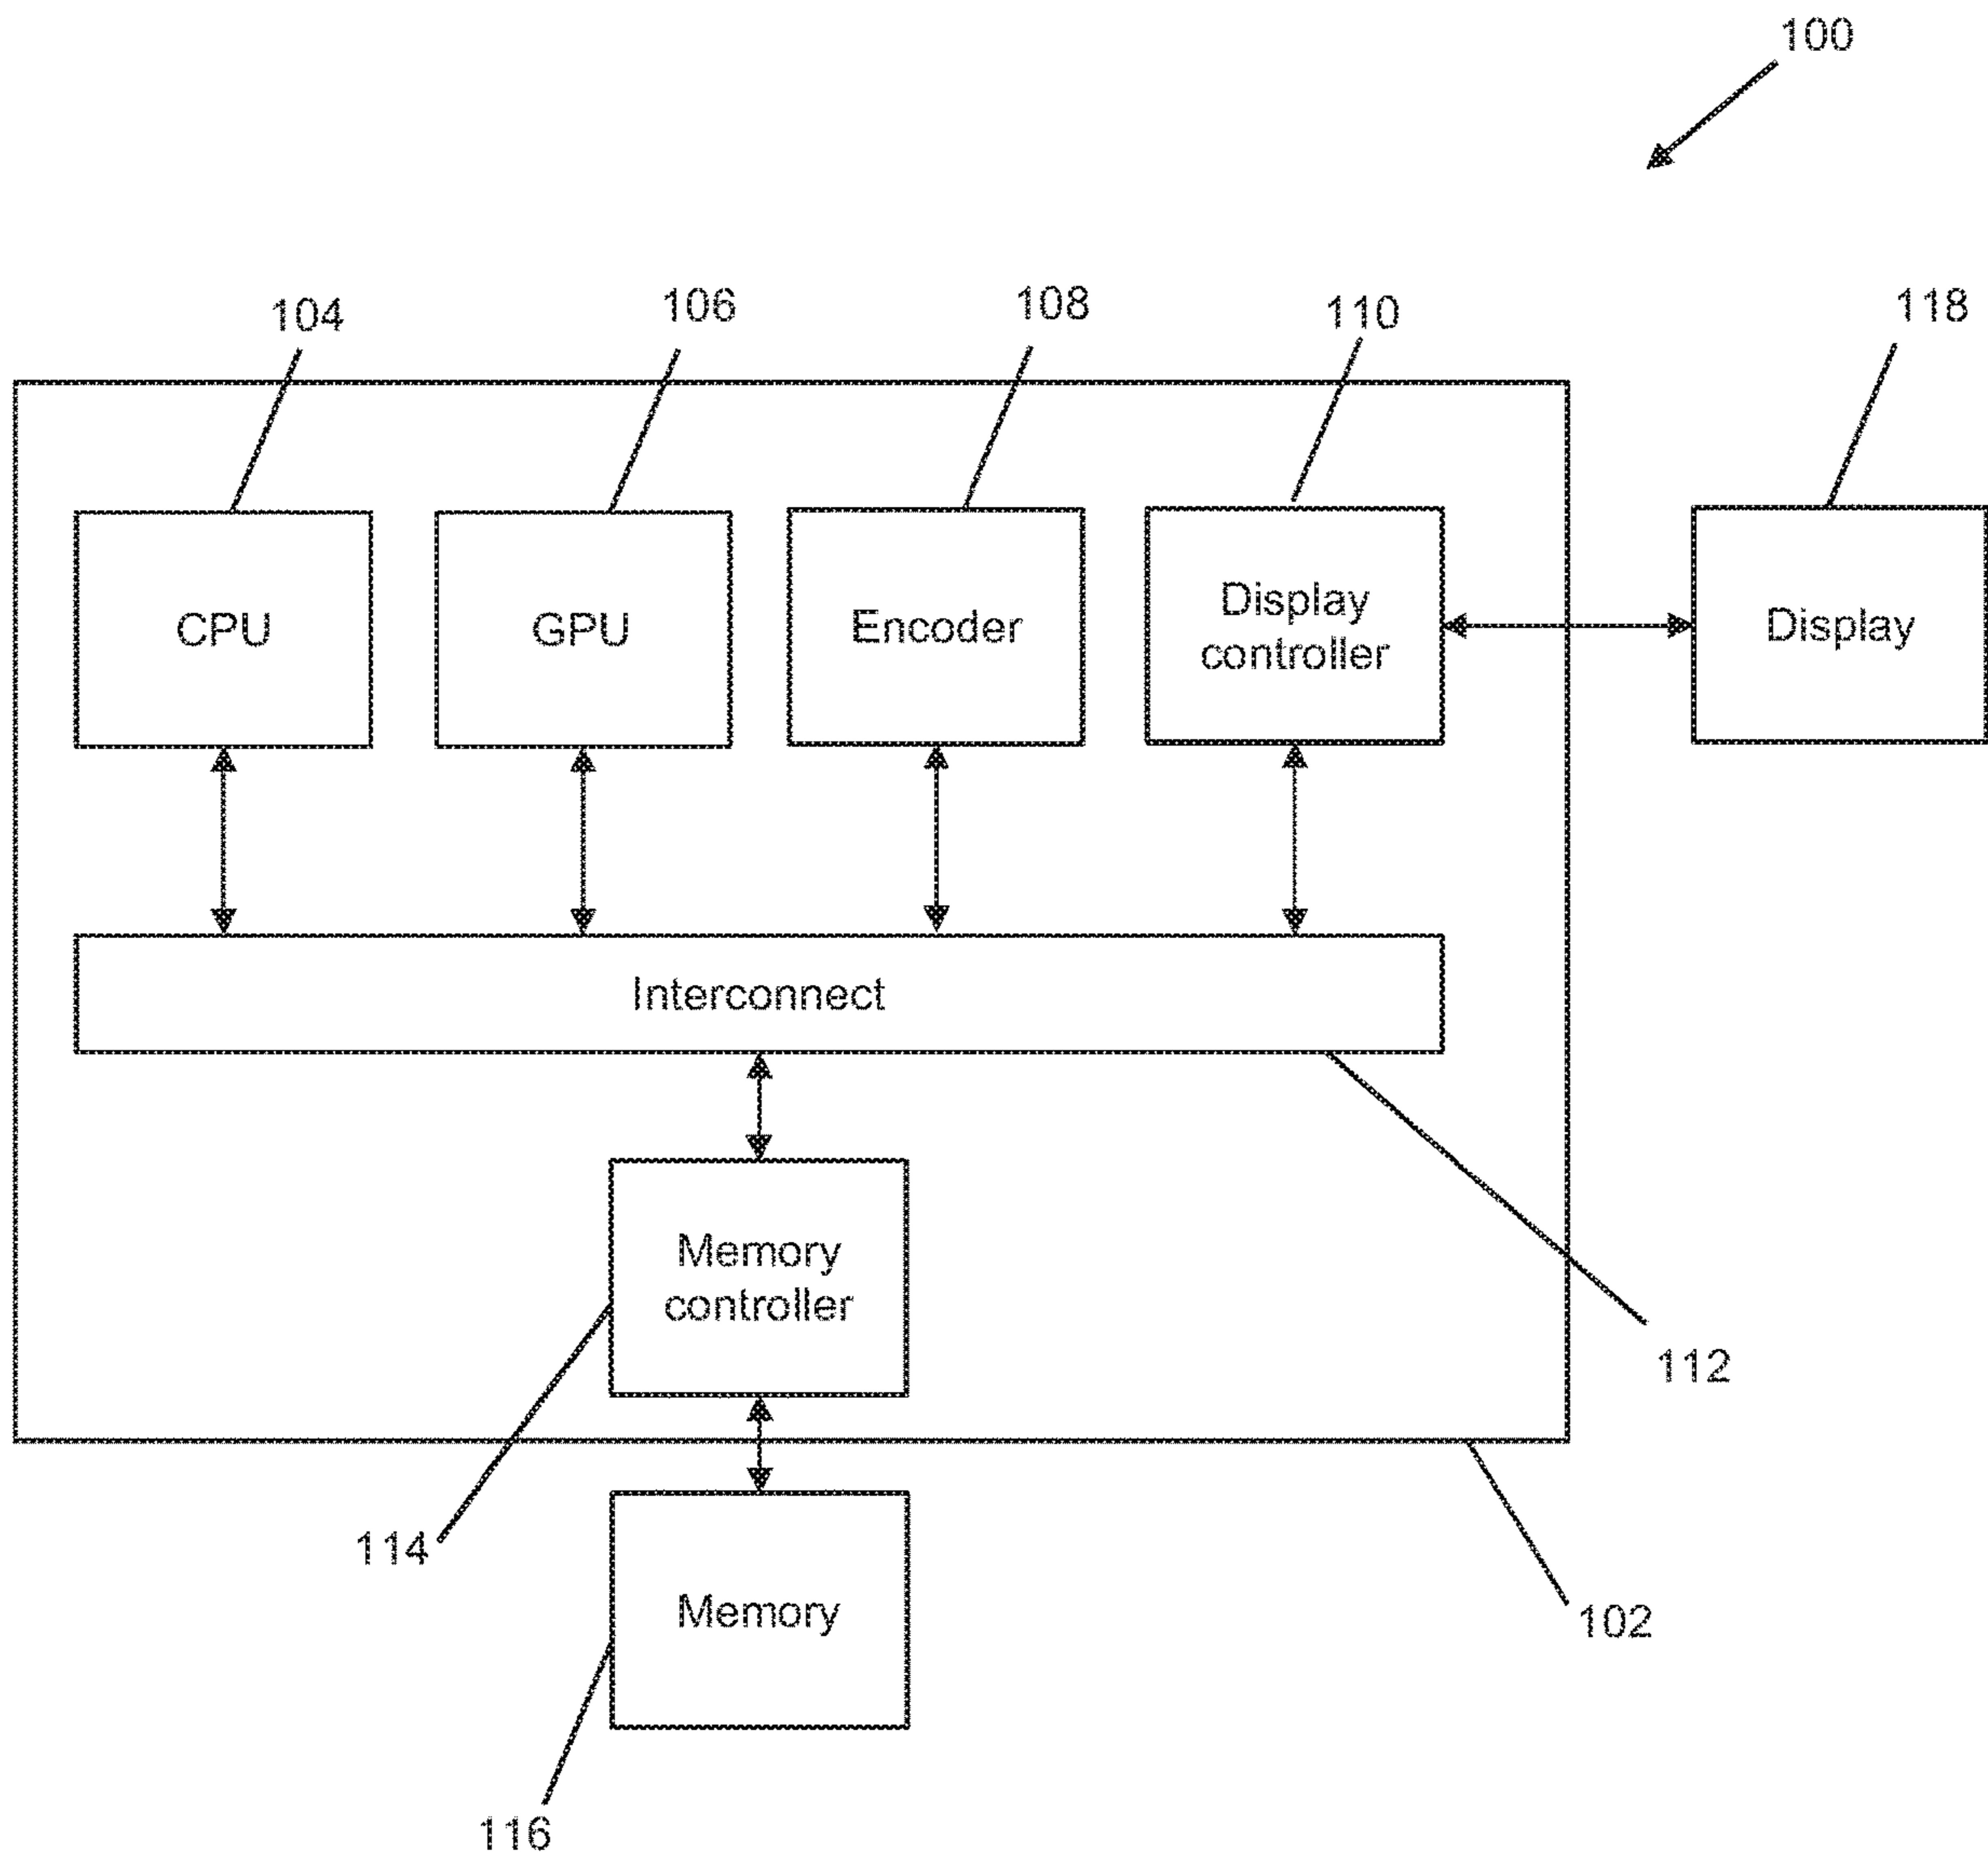 100
104
106
108
110
118
CPU
GPU
Encoder
Display
controller
Display
Interconnect
Memory
controller
112
114
Memory
102
116